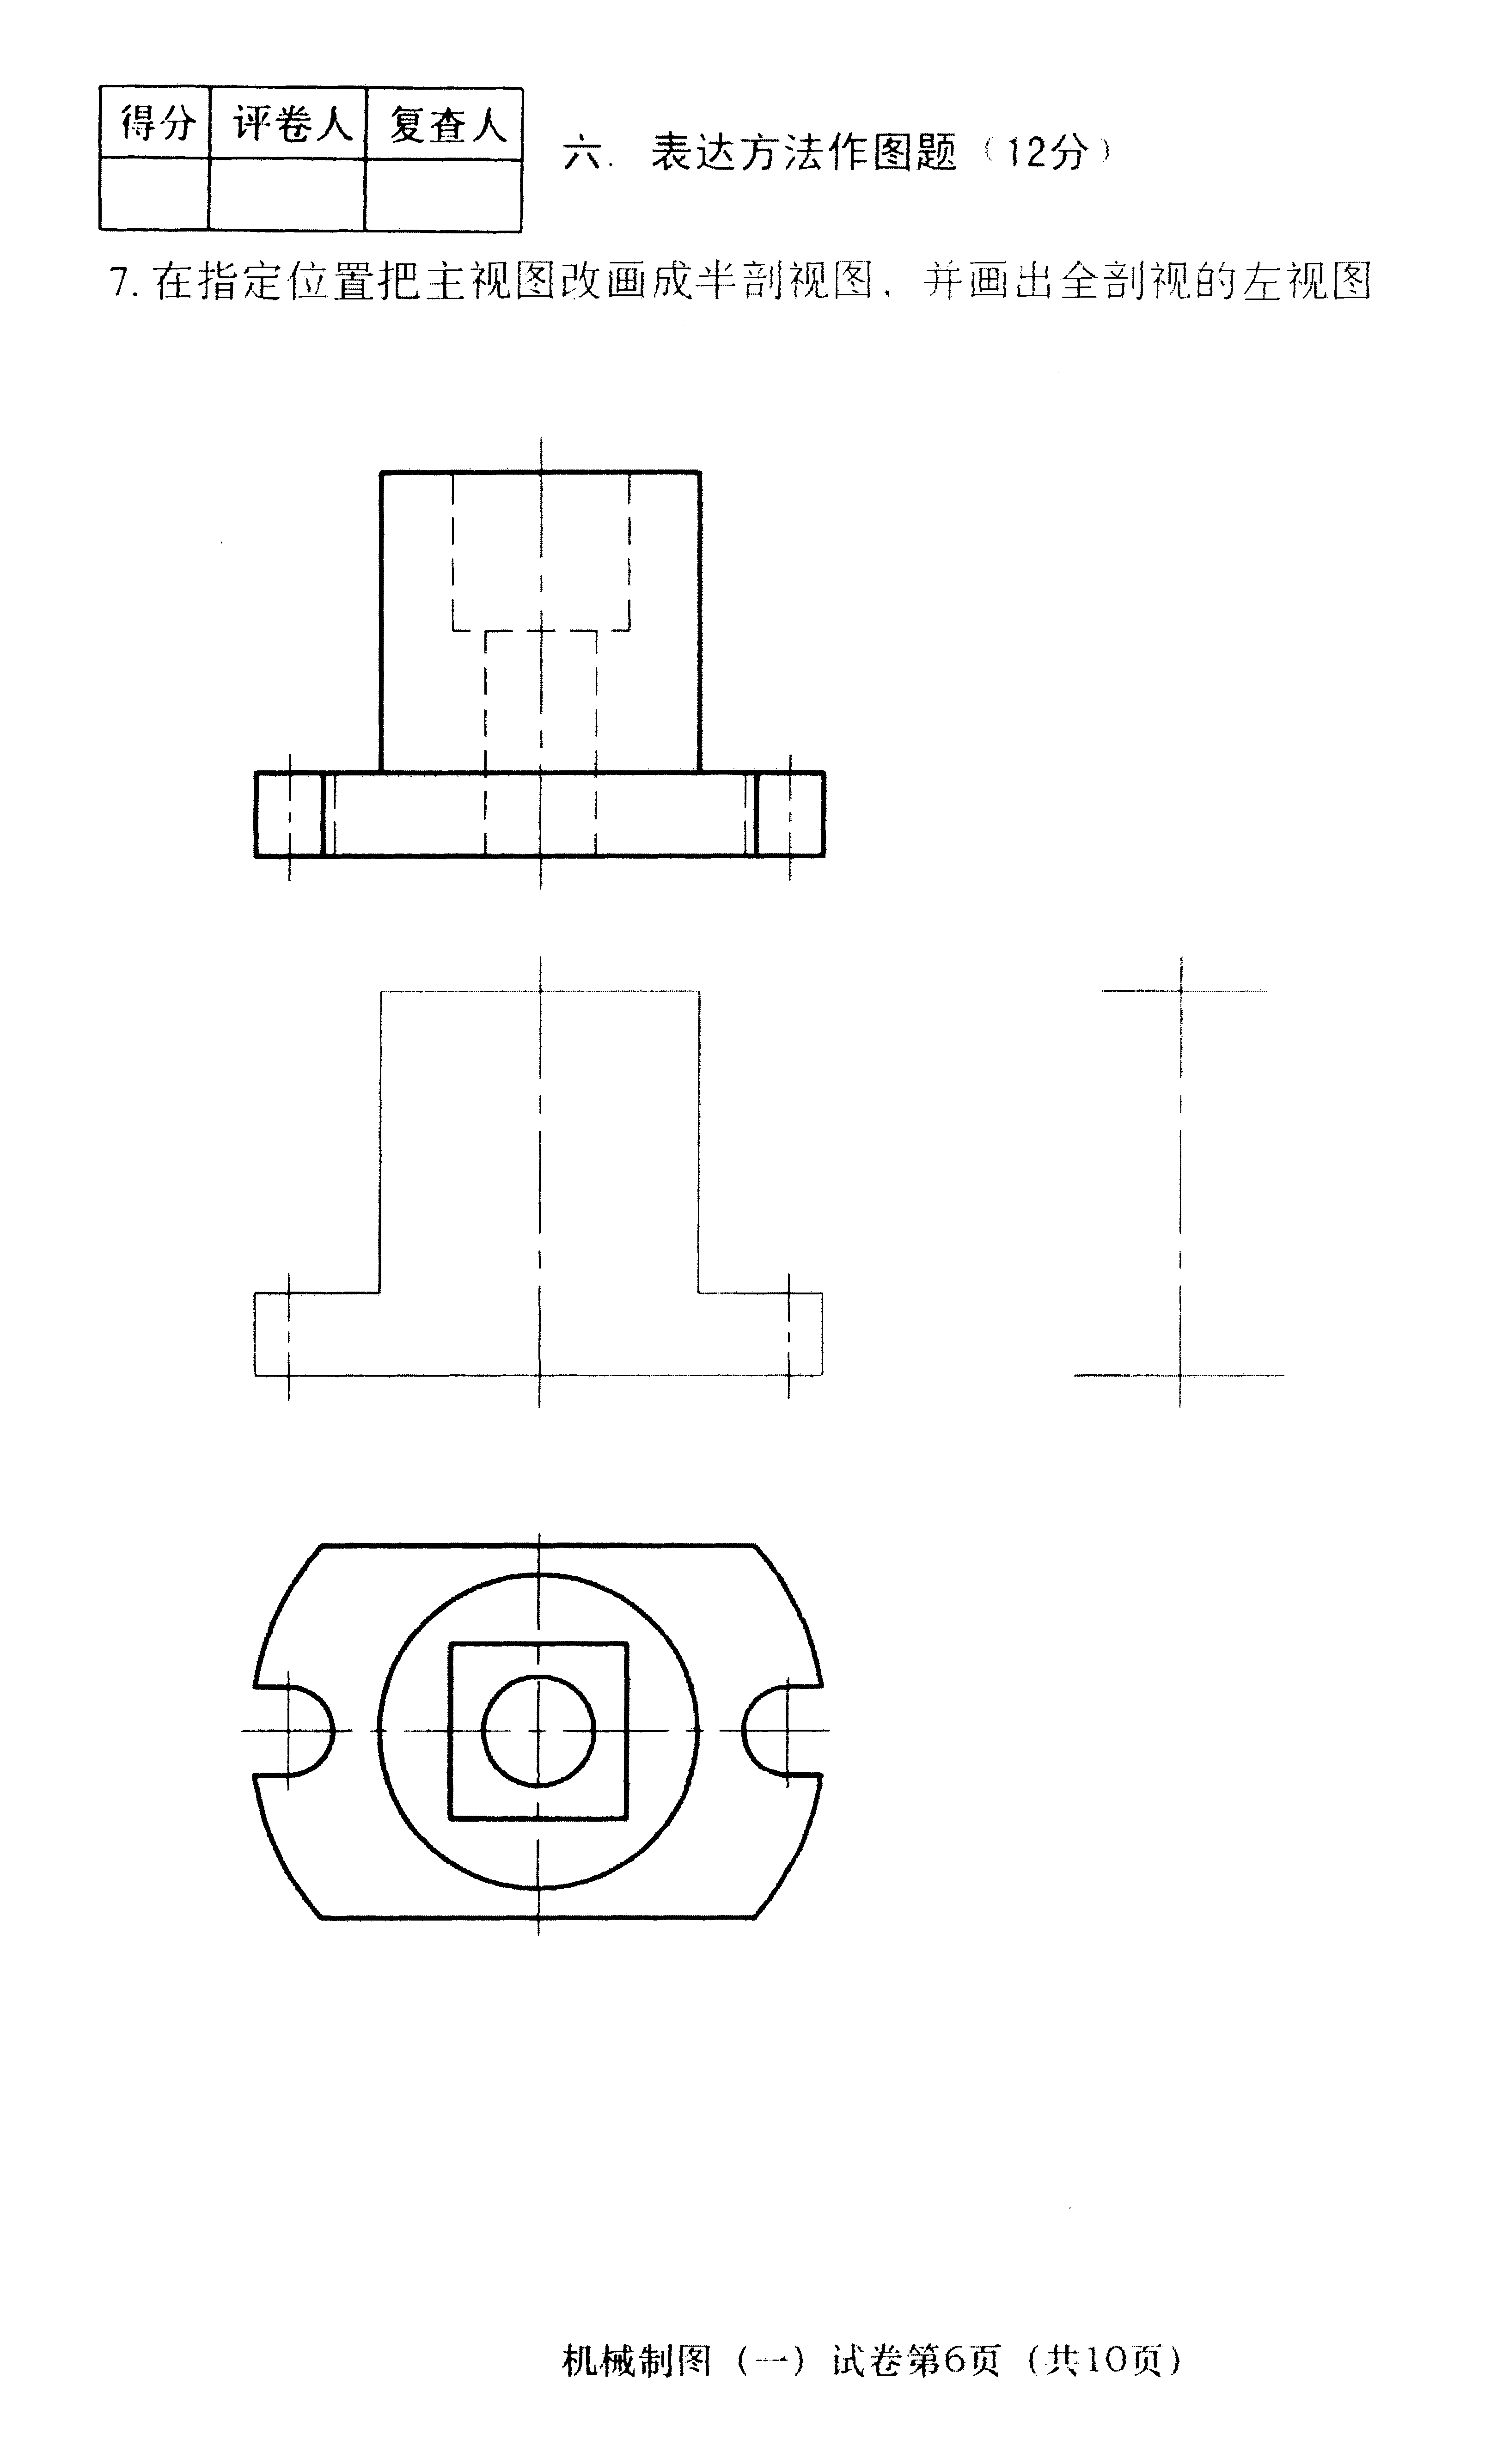 得分 评卷人 复查人
六. 表达方法作图题（12分）
7. 在指定位置把主视图改画成半剖视图，并画出全剖视的左视图
机械制图（一）试卷第6页（共10页）